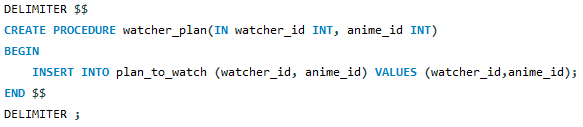 DELIMITER $$
CREATE PROCEDURE watcher_plan(IN watcher_id INT, anime_id INT)
BEGIN
    INSERT INTO plan_to_watch (watcher_id, anime_id) VALUES (watcher_id,anime_id);
END $$
DELIMITER ;